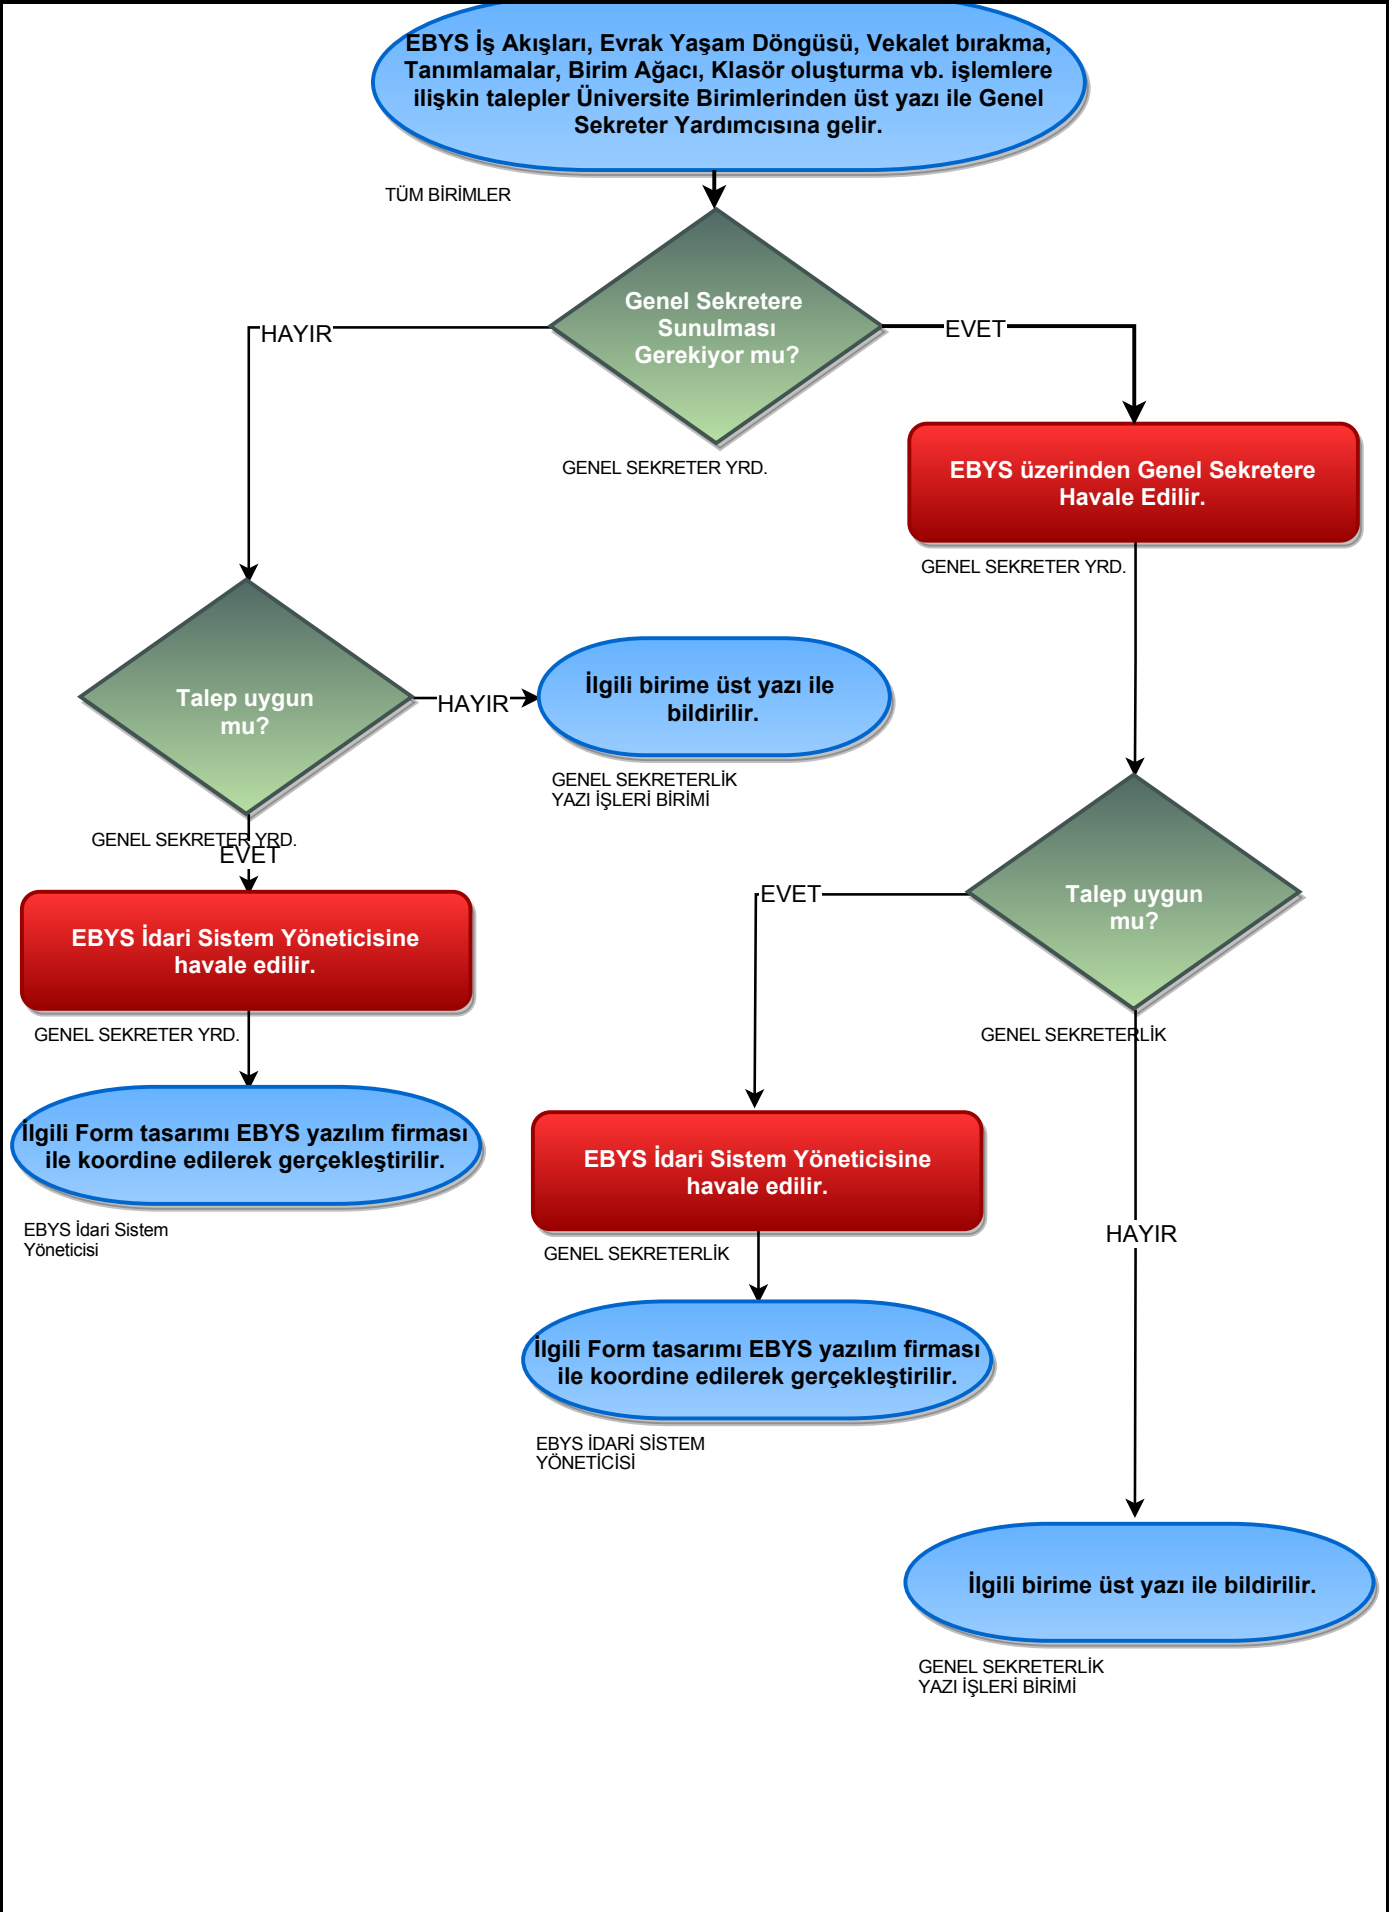 EBYS İş Akışları, Evrak Yaşam Döngüsü, Vekalet bırakma,
Tanımlamalar, Birim Ağacı, Klasör oluşturma vb. işlemlere
ilişkin talepler Üniversite Birimlerinden üst yazı ile Genel
Sekreter Yardımcısına gelir.
TÜM BİRİMLER
Genel Sekretere
Sunulması
Gerekiyor mu?
HAYIR
EVET
GENEL SEKRETER YRD.
EBYS üzerinden Genel Sekretere
Havale Edilir.
GENEL SEKRETER YRD.
Talep uygun
mu?
HAYIR
İlgili birime üst yazı ile
bildirilir.
GENEL SEKRETERLİK
YAZI İŞLERİ BİRİMİ
GENEL SEKRETER YRD.
EVET
EBYS İdari Sistem Yöneticisine
havale edilir.
GENEL SEKRETER YRD.
İlgili Form tasarımı EBYS yazılım firması
ile koordine edilerek gerçekleştirilir.
EBYS İdari Sistem
Yöneticisi
Talep uygun
mu?
EVET
GENEL SEKRETERLİK
EBYS İdari Sistem Yöneticisine
havale edilir.
GENEL SEKRETERLİK
HAYIR
İlgili Form tasarımı EBYS yazılım firması
ile koordine edilerek gerçekleştirilir.
EBYS İDARİ SİSTEM
YÖNETİCİSİ
İlgili birime üst yazı ile bildirilir.
GENEL SEKRETERLİK
YAZI İŞLERİ BİRİMİ